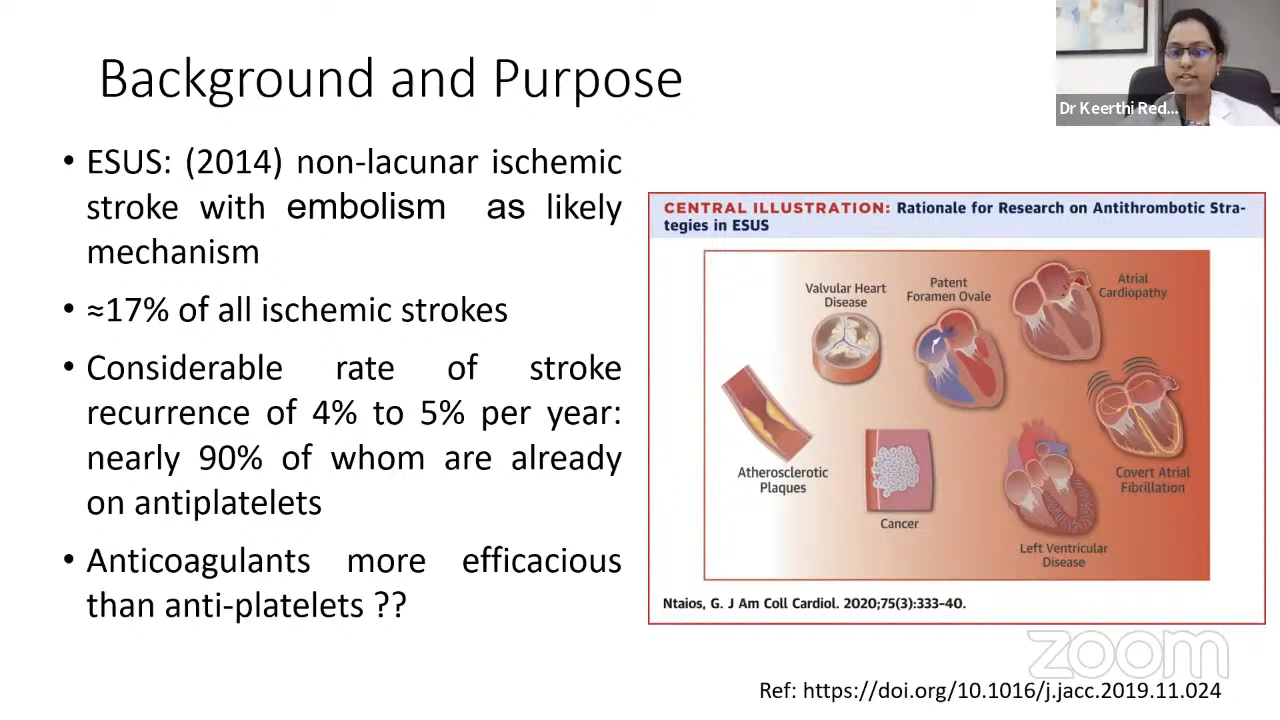 Background and Purpose
Dr Keerthi Red...
• ESUS: (2014) non-lacunar ischemic
stroke with embolism as likely
mechanism
• ≈17% of all ischemic strokes
• Considerable rate of stroke
recurrence of 4% to 5% per year:
nearly 90% of whom are already
on antiplatelets
• Anticoagulants more efficacious
than anti-platelets ??
CENTRAL ILLUSTRATION: Rationale for Research on Antithrombotic Stra-
tegies in ESUS
Valvular Heart
Disease
Patent
Foramen Ovale
Atrial
Cardiopathy
Atherosclerotic
Plaques
Cancer
Covert Atrial
Fibrillation
Left Ventricular
Disease
Ntaios, G. J Am Coll Cardiol. 2020;75(3):333-40.
zoom
Ref: https://doi.org/10.1016/j.jacc.2019.11.024